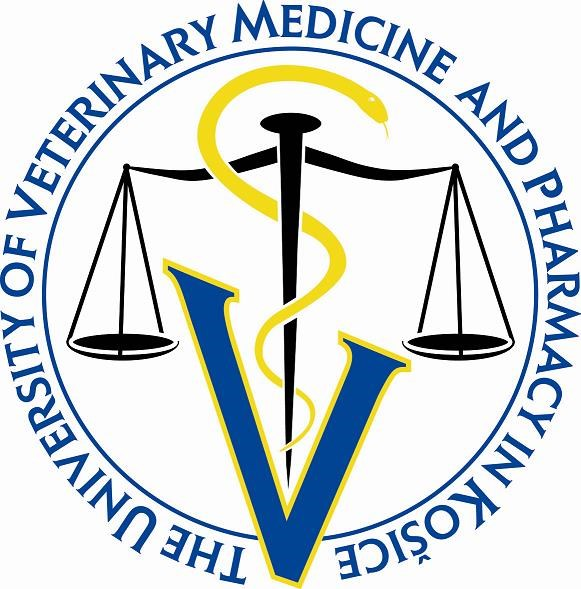 THE UNIVERSITY OF VETERINARY MEDICINE AND PHARMACY IN KOŠICE
V